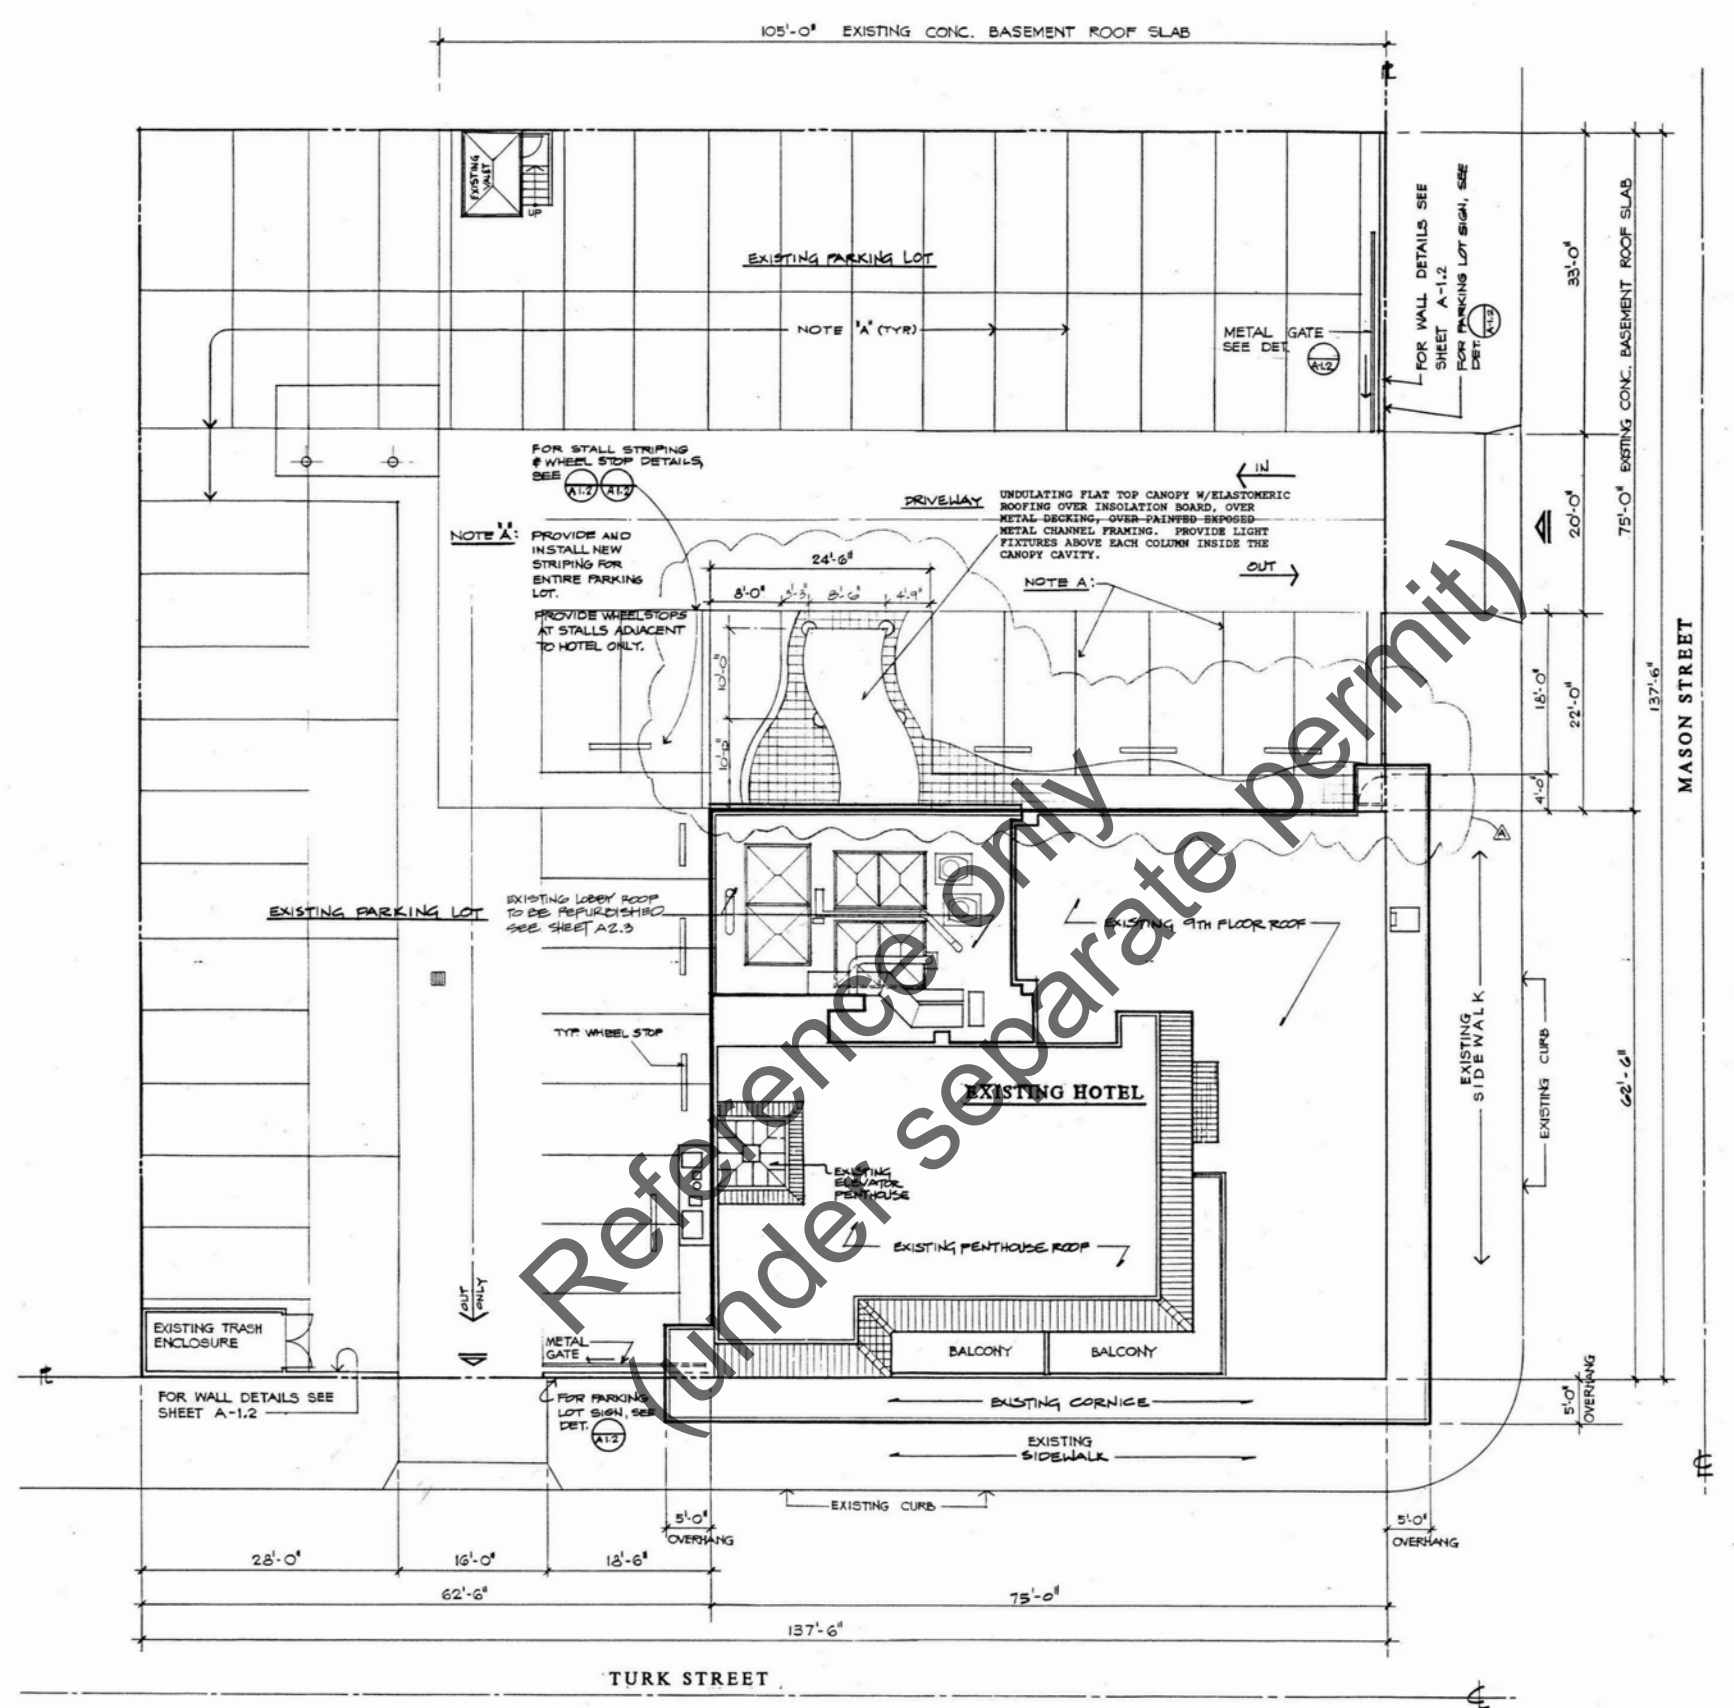 105'-0" EXISTING CONC. BASEMENT ROOF SLAB
EXISTING
VALET
UP
EXISTING PARKING LOT
NOTE "A" (TYP)
METAL GATE
SEE DET.
A-1.2
FOR WALL DETAILS SEE
SHEET A-1.2
FOR PARKING LOT SIGN, SEE
DET.
A-1.2
33'-0"
75'-0" EXISTING CONC. BASEMENT ROOF SLAB
FOR STALL STRIPING
& WHEEL STOP DETAILS,
SEE
A1.2
A1.2
IN
DRIVEWAY
UNDULATING FLAT TOP CANOPY W/ELASTOMERIC
ROOFING OVER INSOLATION BOARD, OVER
METAL DECKING, OVER PAINTED EXPOSED
METAL CHANNEL FRAMING. PROVIDE LIGHT
FIXTURES ABOVE EACH COLUMN INSIDE THE
CANOPY CAVITY.
20'-0"
NOTE "A":
PROVIDE AND
INSTALL NEW
STRIPING FOR
ENTIRE PARKING
LOT.
PROVIDE WHEELSTOPS
AT STALLS ADJACENT
TO HOTEL ONLY.
24'-6"
OUT
NOTE A:
8'-0"
3'-3"
8'-6"
4'-9"
10'-0"
10'-0"
18'-0"
22'-0"
137'-6"
MASON STREET
4'-0"
A
EXISTING PARKING LOT
EXISTING LOBBY ROOF
TO BE REFURBISHED
SEE SHEET A2.3
EXISTING 9TH FLOOR ROOF
TYP. WHEEL STOP
EXISTING
SIDEWALK
EXISTING CURB
62'-6"
EXISTING HOTEL
EXISTING
ELEVATOR
PENTHOUSE
EXISTING PENTHOUSE ROOF
Reference only
(under separate permit)
OUT
ONLY
EXISTING TRASH
ENCLOSURE
METAL
GATE
BALCONY
BALCONY
FOR WALL DETAILS SEE
SHEET A-1.2
FOR PARKING
LOT SIGN, SEE
DET.
A1.2
EXISTING CORNICE
5'-0"
OVERHANG
EXISTING
SIDEWALK
EXISTING CURB
5'-0"
OVERHANG
5'-0"
OVERHANG
28'-0"
16'-0"
18'-6"
62'-6"
75'-0"
137'-6"
TURK STREET